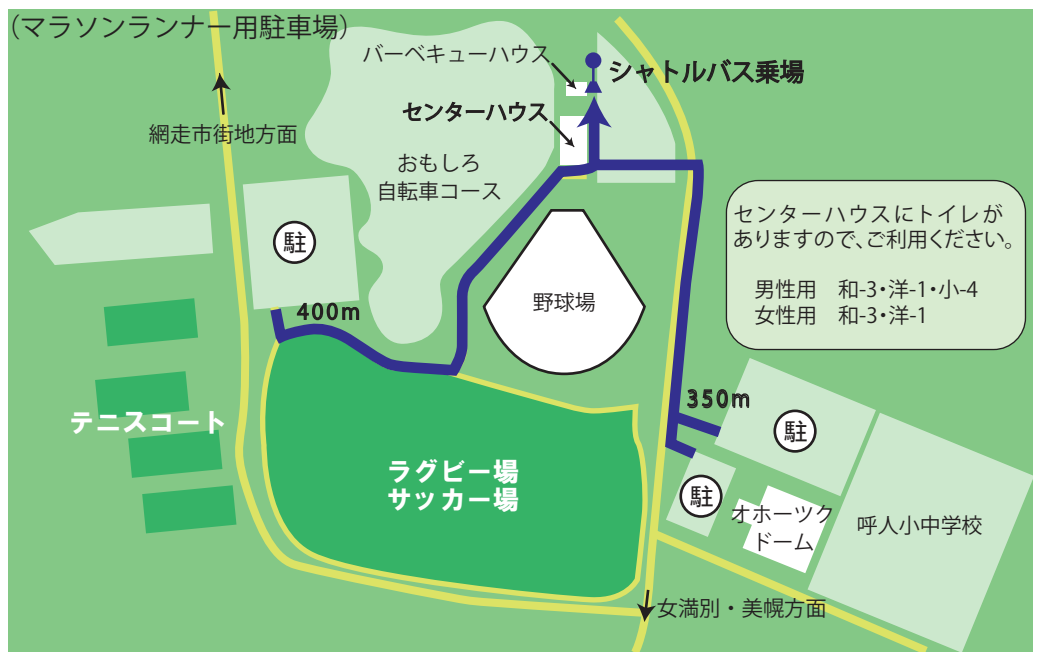 (マラソンランナー用駐車場)
バーベキューハウス
シャトルバス乗場
センターハウス
網走市街地方面
おもしろ
自転車コース
センターハウスにトイレが
ありますので、ご利用ください。
男性用 和-3・洋-1・小-4
女性用 和-3・洋-1
駐
400m
野球場
350m
駐
テニスコート
ラグビー場
サッカー場
駐
オホーツク
ドーム
呼人小中学校
女満別・美幌方面